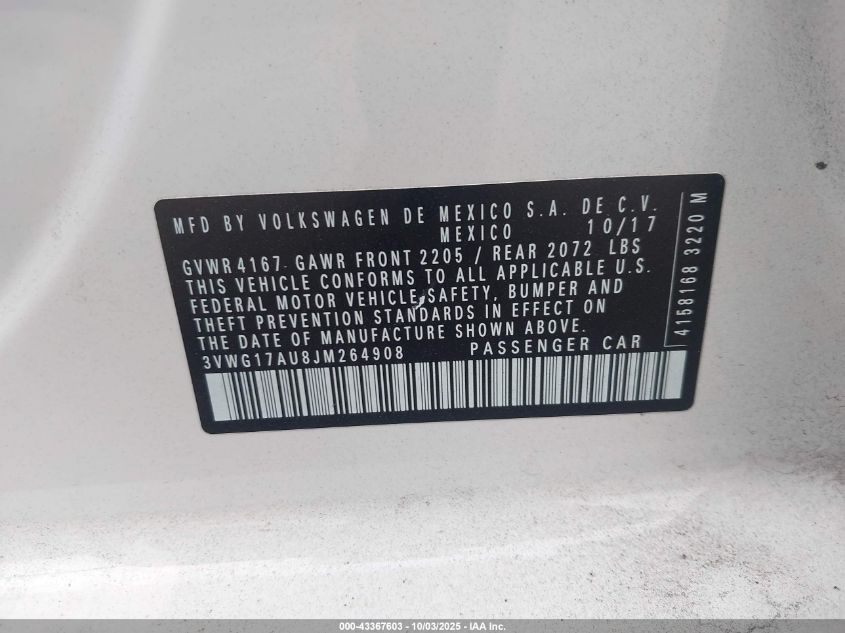 MFD BY VOLKSWAGEN DE MEXICO S.A. DE C.V.
MEXICO 10/17
GVWR 4167 GAWR FRONT 2205 / REAR 2072 LBS
THIS VEHICLE CONFORMS TO ALL APPLICABLE U.S.
FEDERAL MOTOR VEHICLE SAFETY, BUMPER AND
THEFT PREVENTION STANDARDS IN EFFECT ON
THE DATE OF MANUFACTURE SHOWN ABOVE.
3VWG17AU8JM264908 PASSENGER CAR
4158168 3220 M
000-43367603 - 10/03/2025 - IAA Inc.